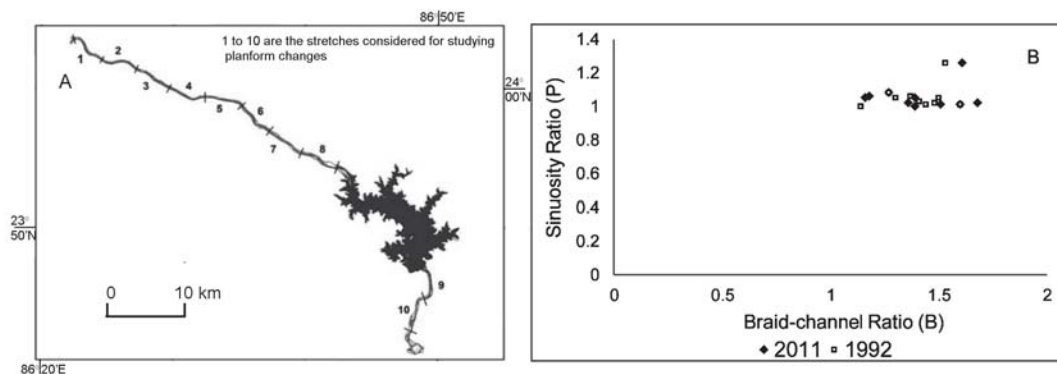 86°50'E
1 to 10 are the stretches considered for studying
planform changes
A
1
2
3
4
5
6
7
8
9
10
24°
00'N
23°
50'N
0 10 km
86°20'E
B
Sinuosity Ratio (P)
1.4
1.2
1
0.8
0.6
0.4
0.2
0
0 0.5 1 1.5 2
Braid-channel Ratio (B)
2011 1992